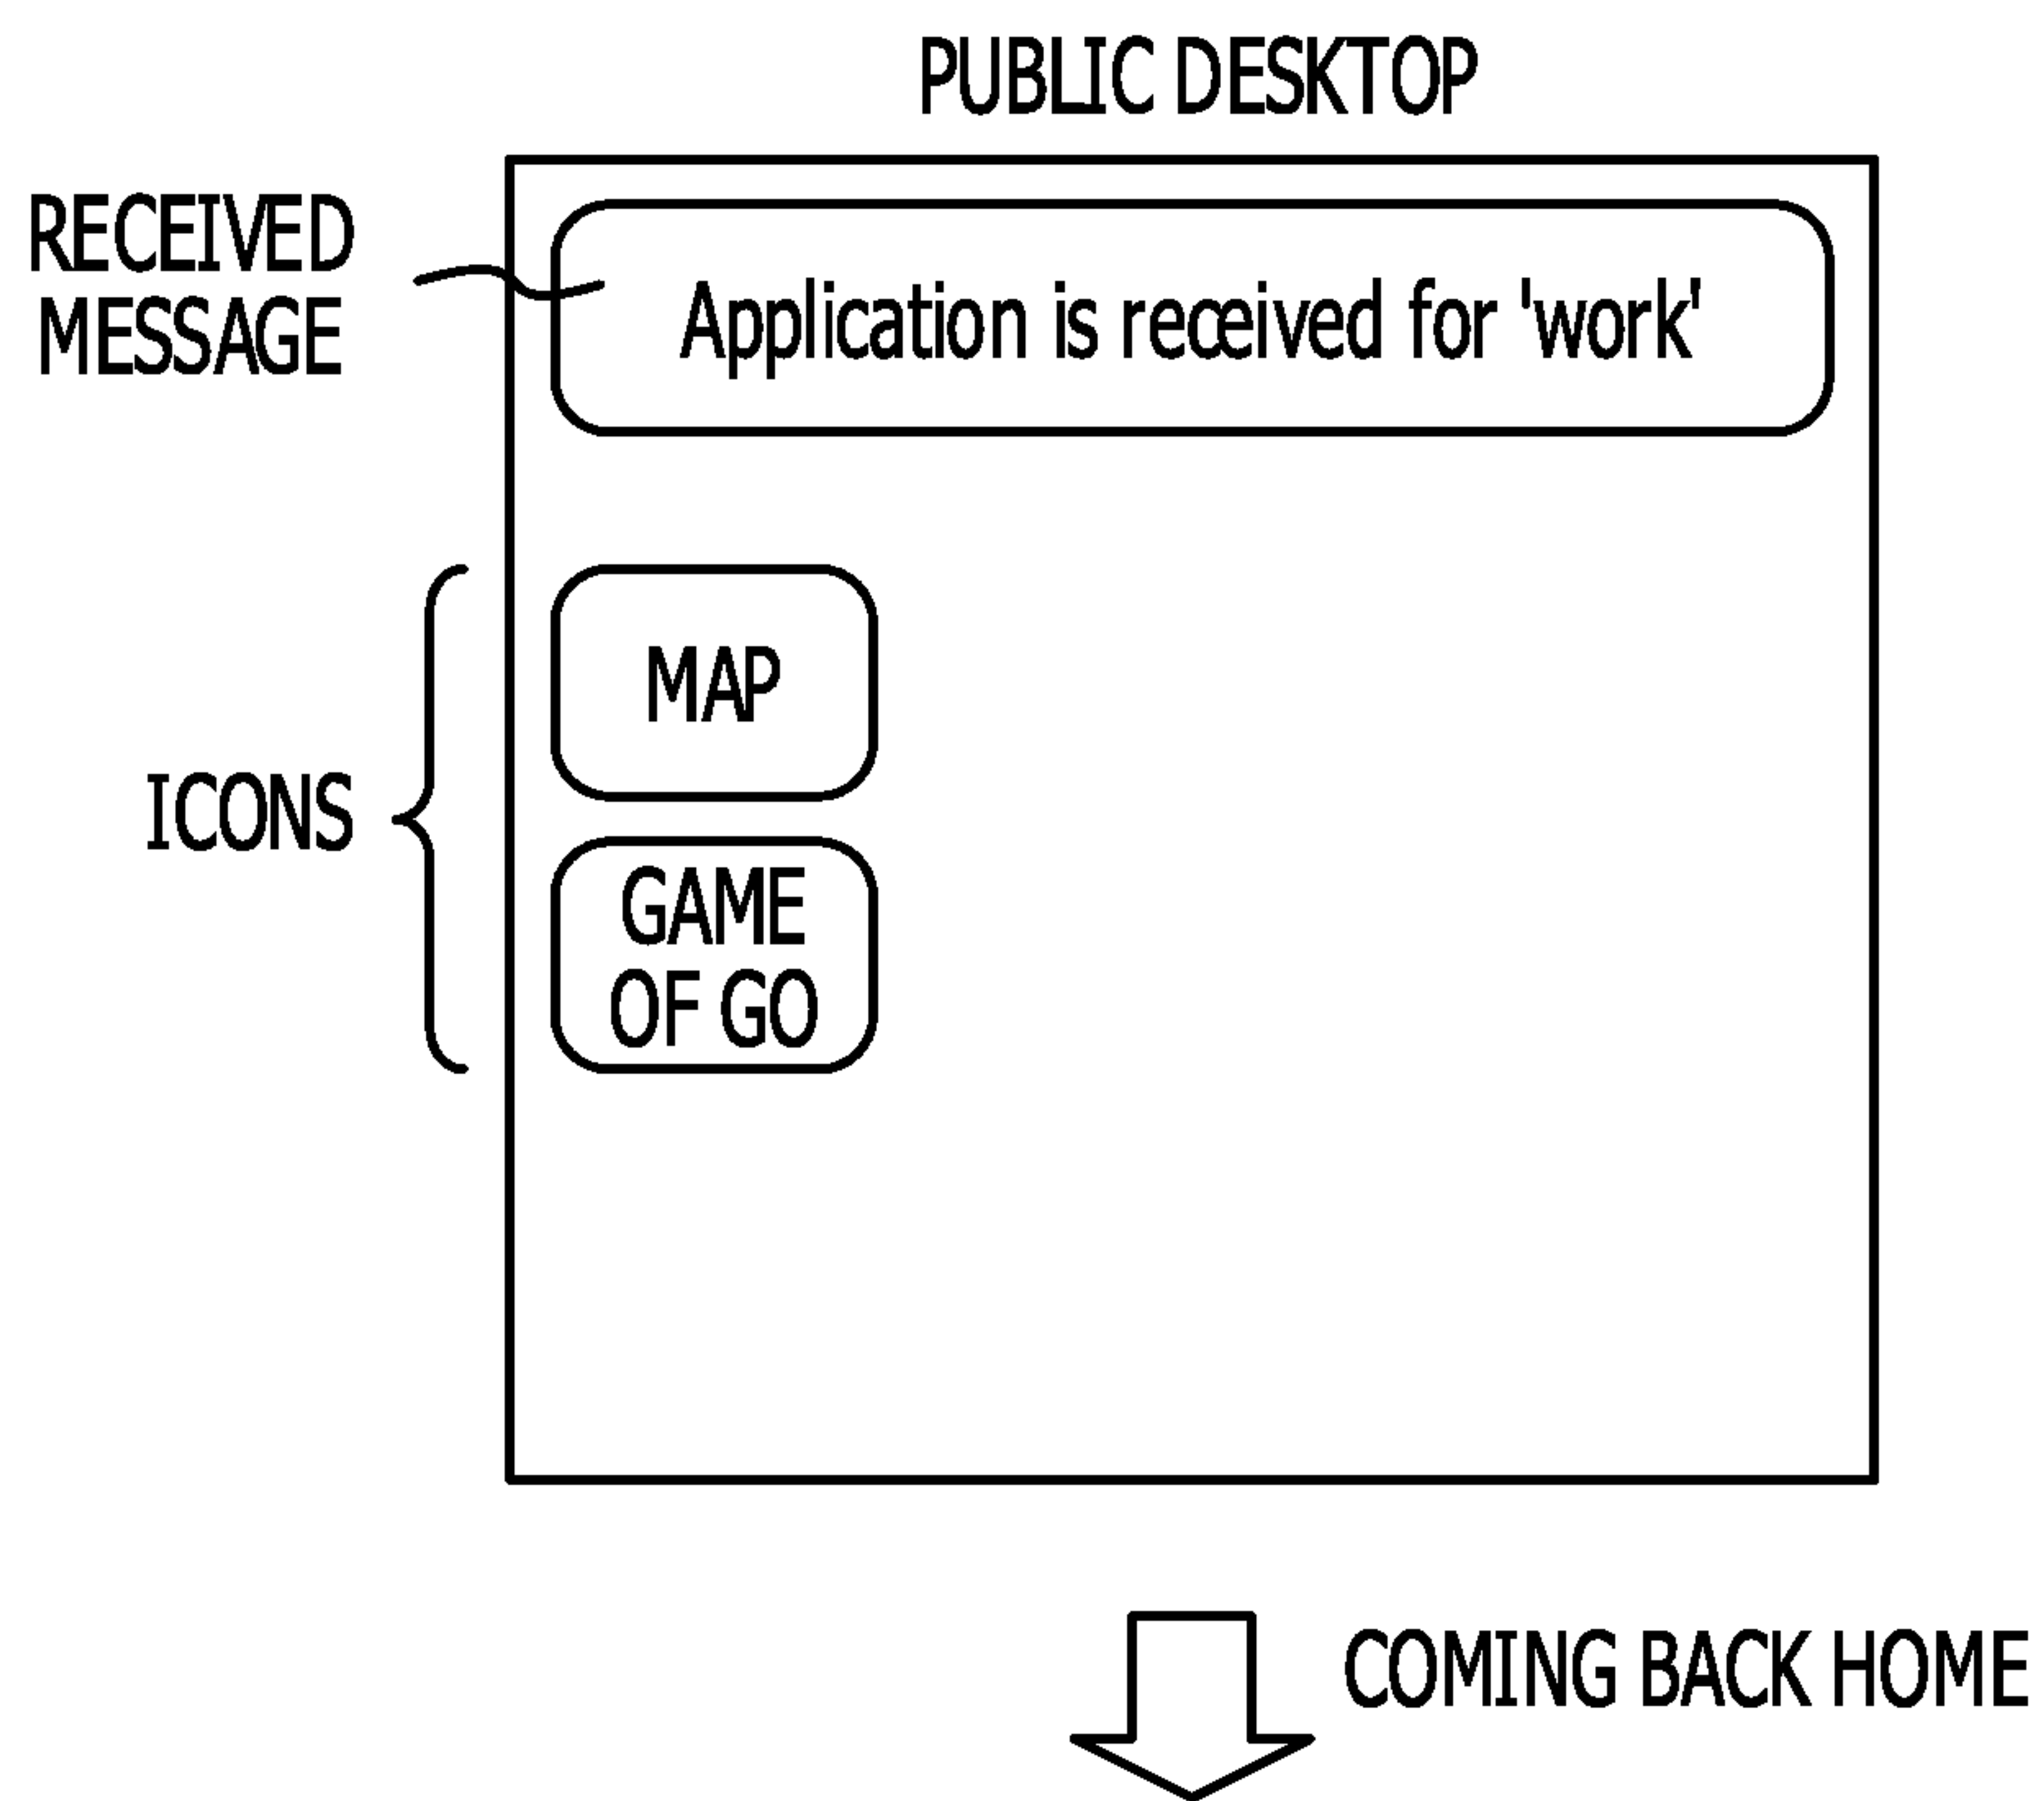 PUBLIC DESKTOP
RECEIVED
MESSAGE
Application is received for 'work'
ICONS
MAP
GAME
OF GO
COMING BACK HOME